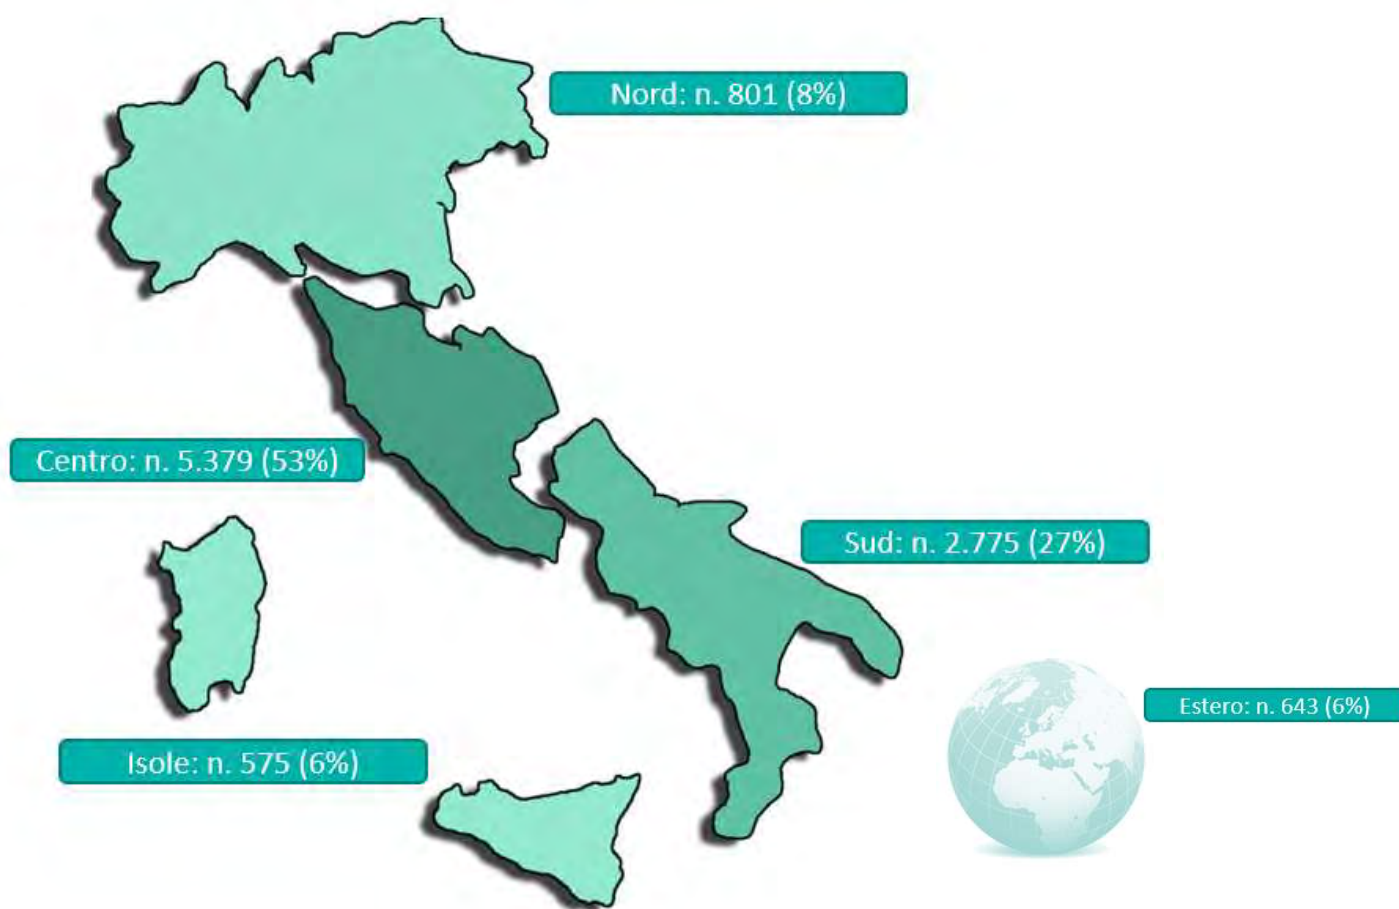 Nord: n. 801 (8%)
Centro: n. 5.379 (53%)
Sud: n. 2.775 (27%)
Estero: n. 643 (6%)
Isole: n. 575 (6%)